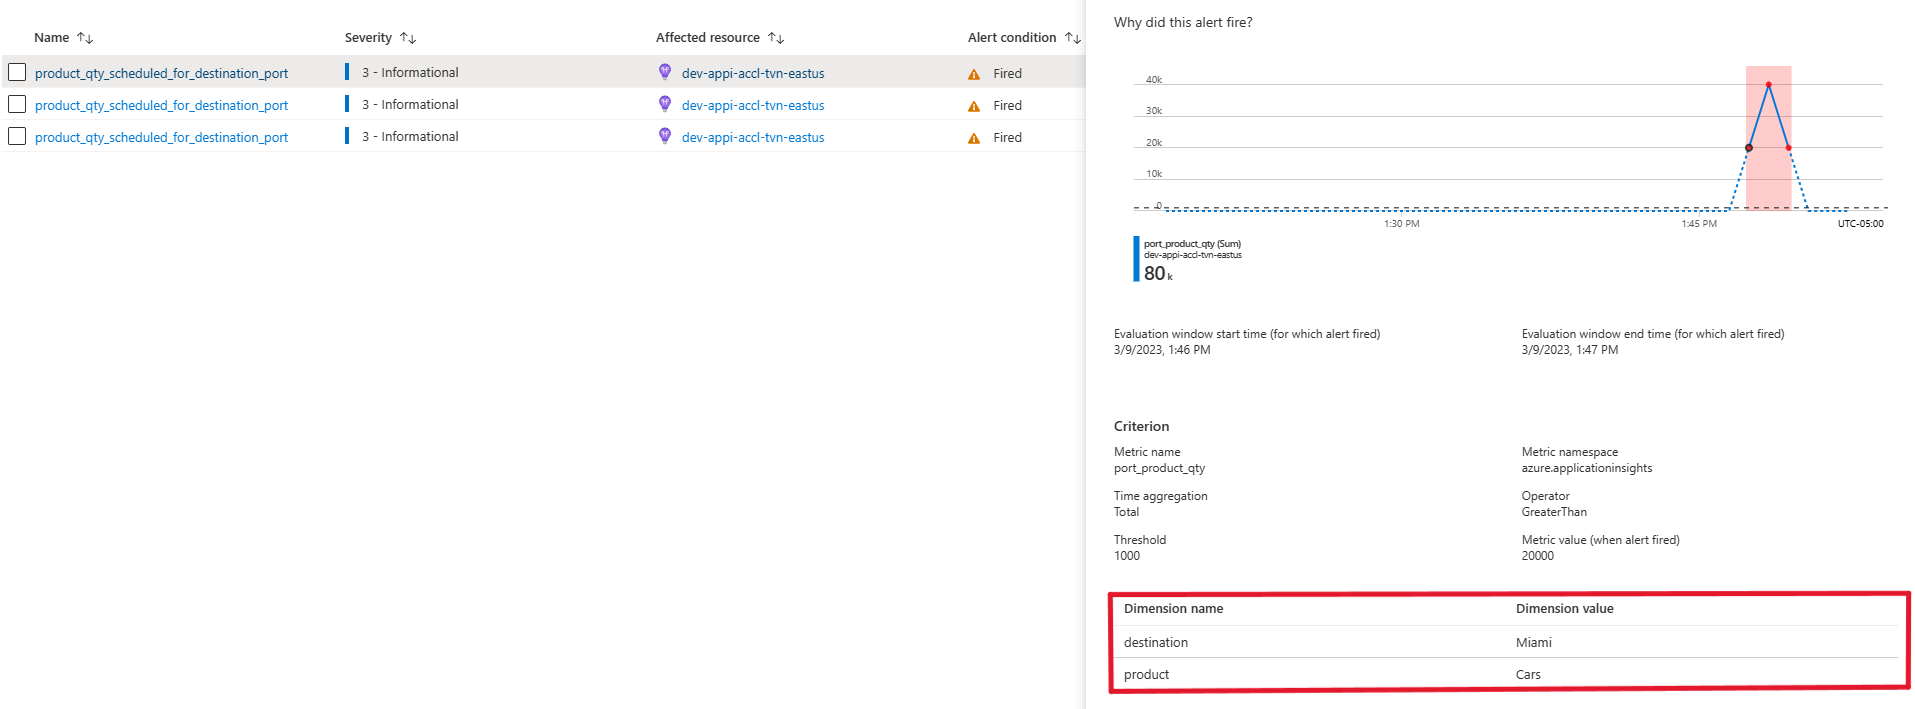 Name ↑↓ Severity ↑↓ Affected resource ↑↓ Alert condition ↑↓
product_qty_scheduled_for_destination_port 3 - Informational dev-appi-accl-tvn-eastus Fired
product_qty_scheduled_for_destination_port 3 - Informational dev-appi-accl-tvn-eastus Fired
product_qty_scheduled_for_destination_port 3 - Informational dev-appi-accl-tvn-eastus Fired
Why did this alert fire?
40k
30k
20k
10k
0
1:30 PM 1:45 PM UTC-05:00
port_product_qty (Sum)
dev-appi-accl-tvn-eastus
80 k
Evaluation window start time (for which alert fired) Evaluation window end time (for which alert fired)
3/9/2023, 1:46 PM 3/9/2023, 1:47 PM
Criterion
Metric name Metric namespace
port_product_qty azure.applicationinsights
Time aggregation Operator
Total GreaterThan
Threshold Metric value (when alert fired)
1000 20000
Dimension name Dimension value
destination Miami
product Cars